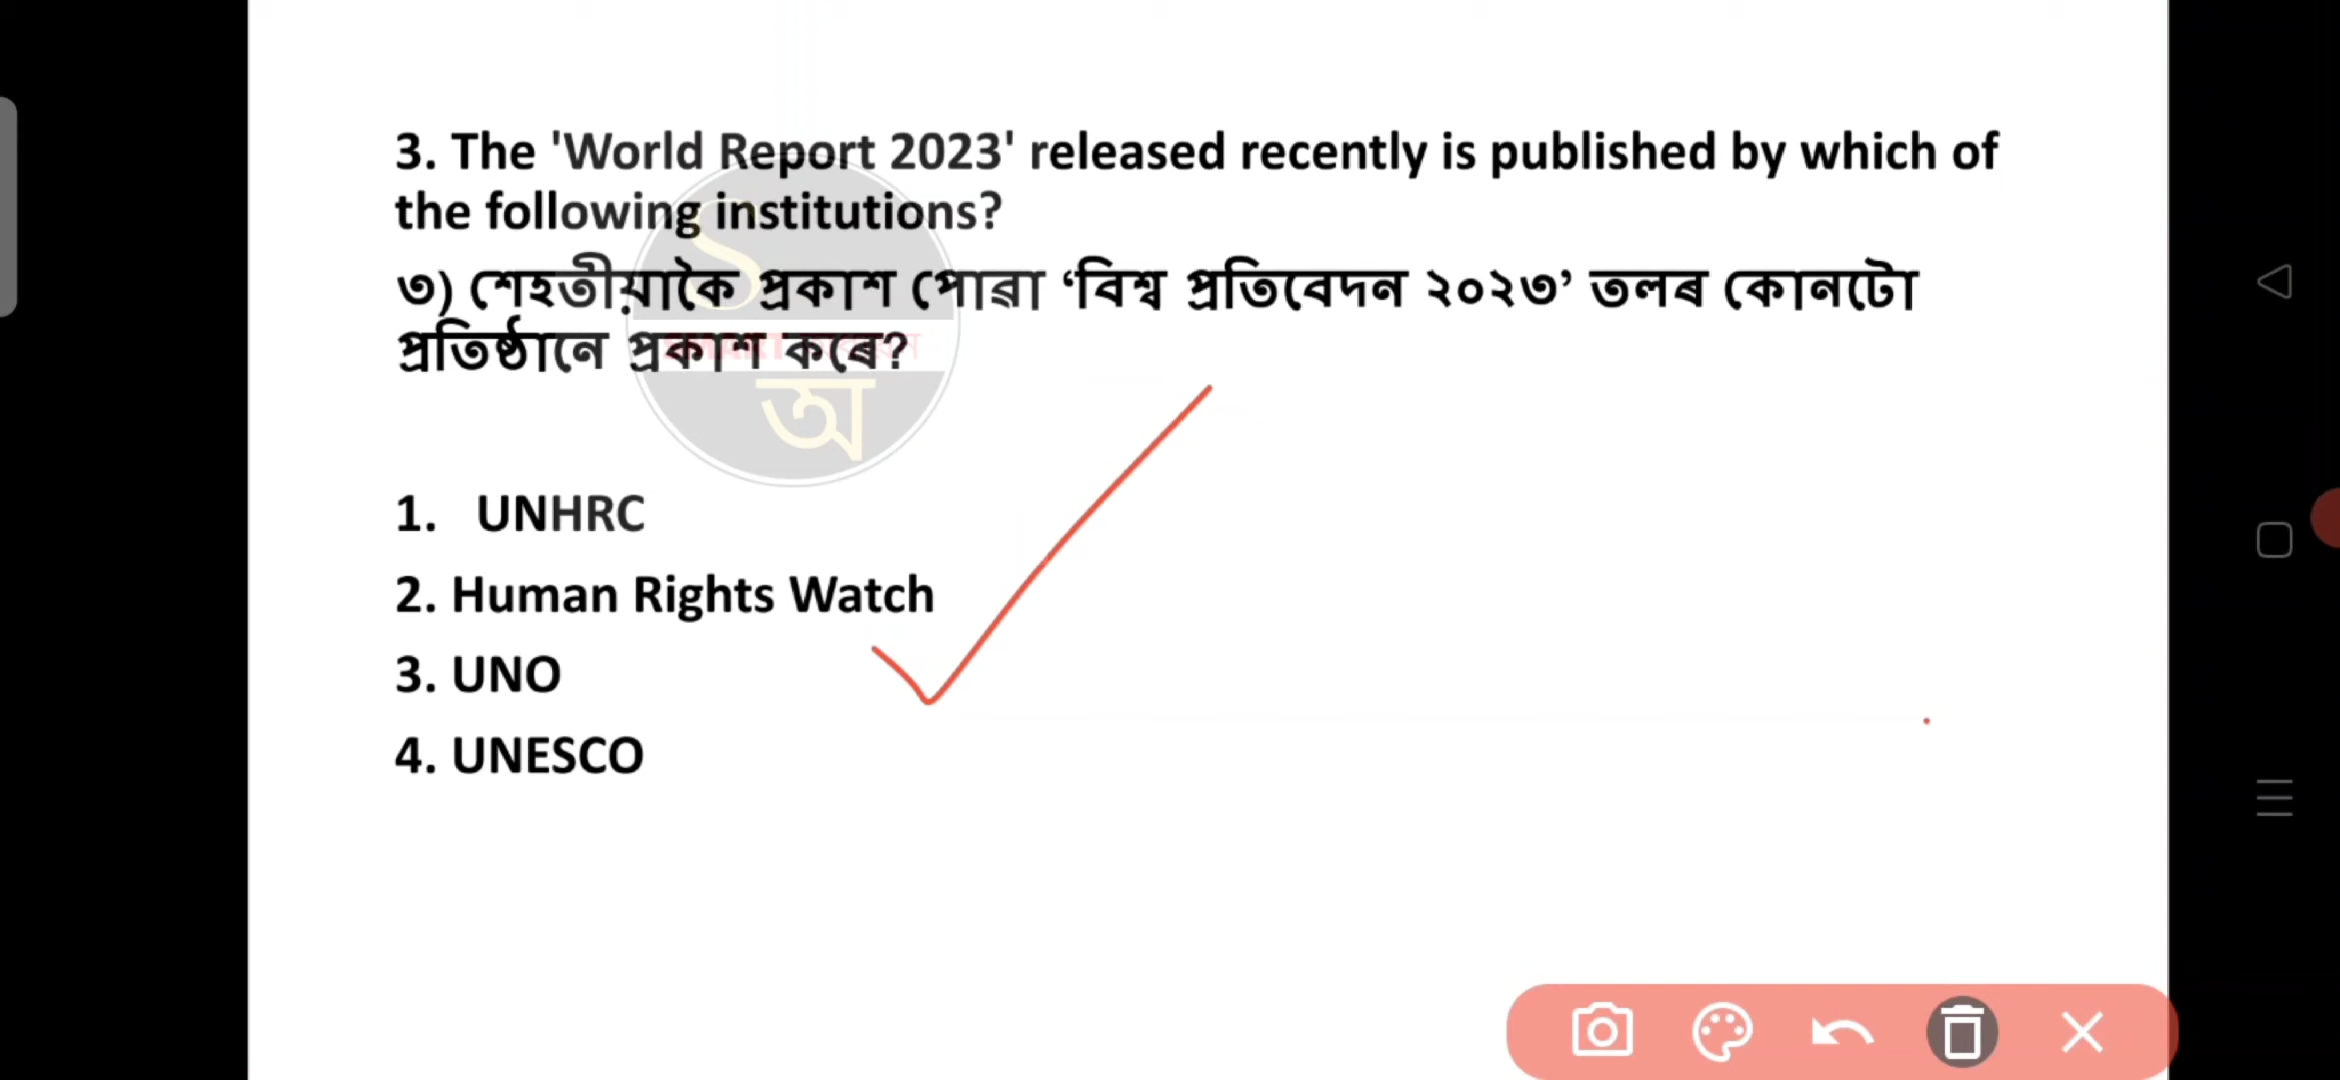 3. The 'World Report 2023' released recently is published by which of
the following institutions?
৩) শেহতীয়াকৈ প্ৰকাশ পোৱা ‘বিশ্ব প্ৰতিবেদন ২০২৩’ তলৰ কোনটো
প্ৰতিষ্ঠানে প্ৰকাশ কৰে?
SMART
অ
1. UNHRC
2. Human Rights Watch
3. UNO
4. UNESCO